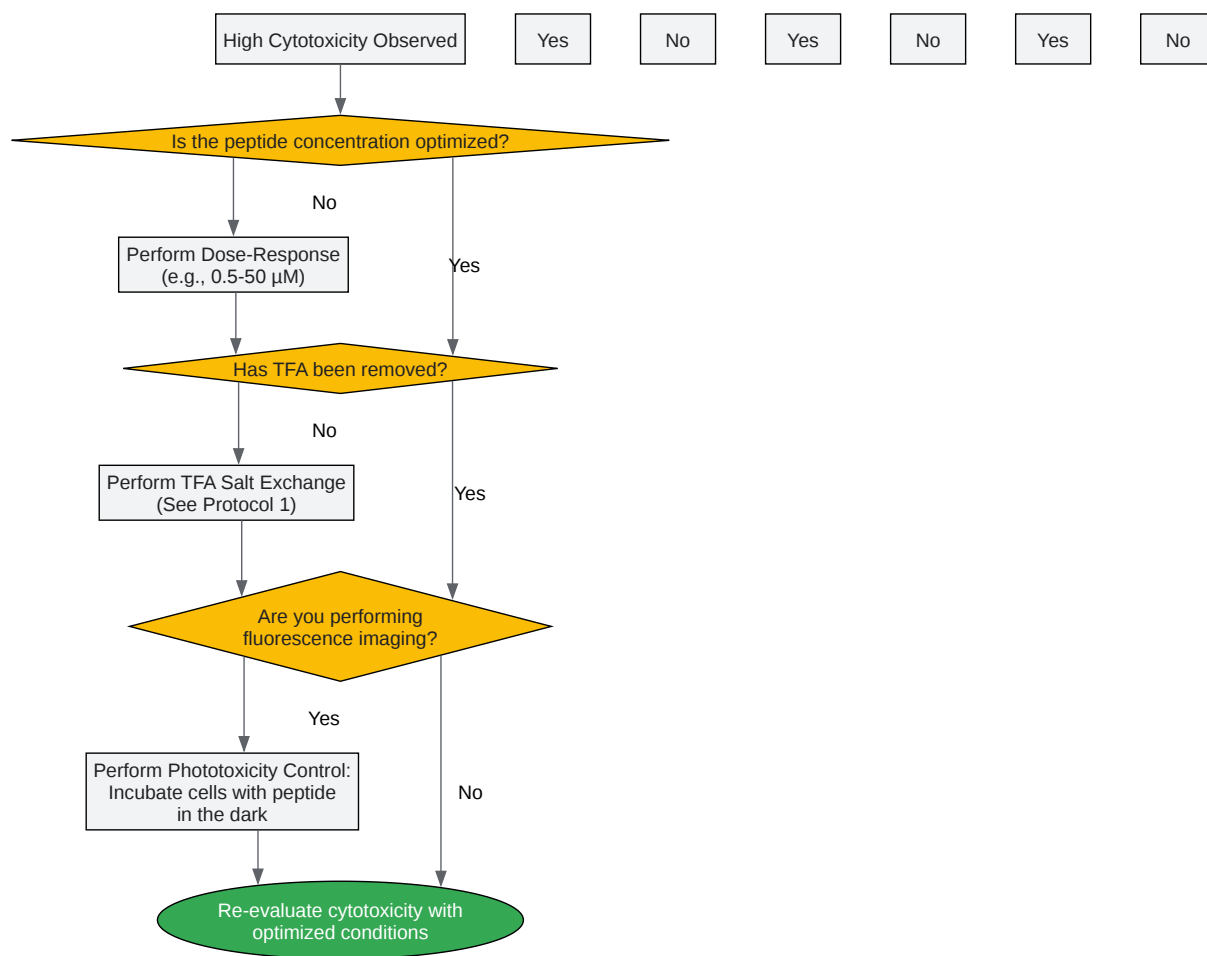 High Cytotoxicity Observed
Yes
No
Yes
No
Yes
No
Is the peptide concentration optimized?
No
Perform Dose-Response
(e.g., 0.5-50 µM)
Yes
Has TFA been removed?
No
Perform TFA Salt Exchange
(See Protocol 1)
Yes
Are you performing
fluorescence imaging?
Yes
Perform Phototoxicity Control:
Incubate cells with peptide
in the dark
No
Re-evaluate cytotoxicity with
optimized conditions